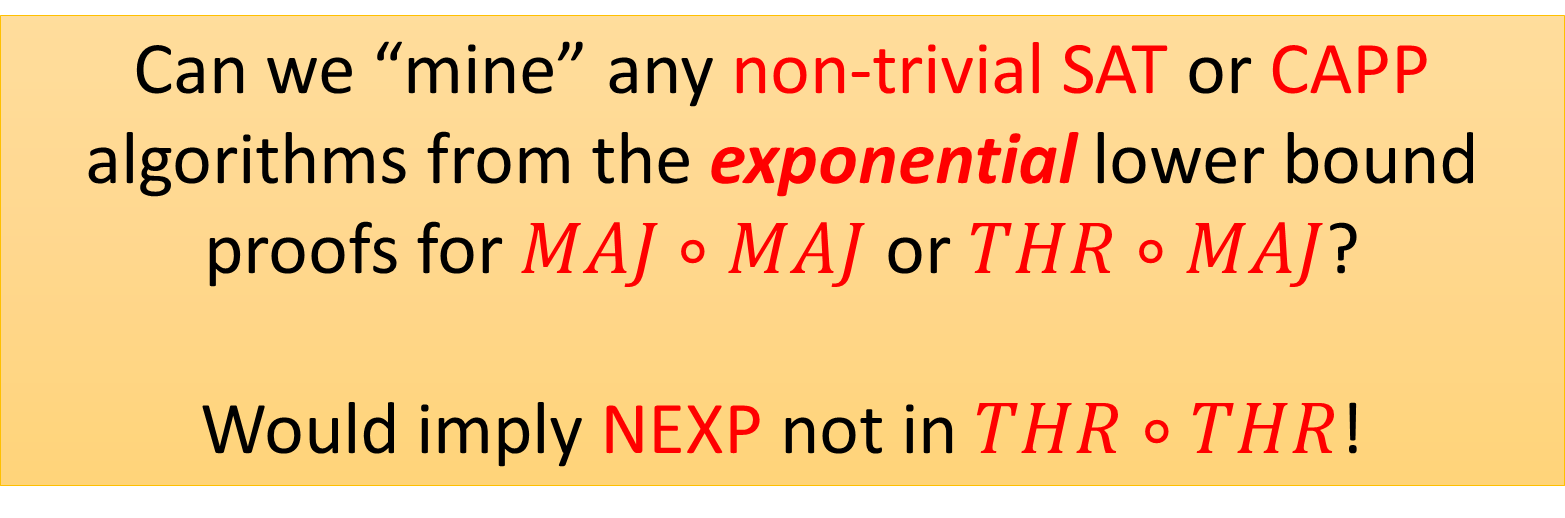 Can we “mine” any non-trivial SAT or CAPP
algorithms from the exponential lower bound
proofs for MAJ ∘ MAJ or THR ∘ MAJ?
Would imply NEXP not in THR ∘ THR!